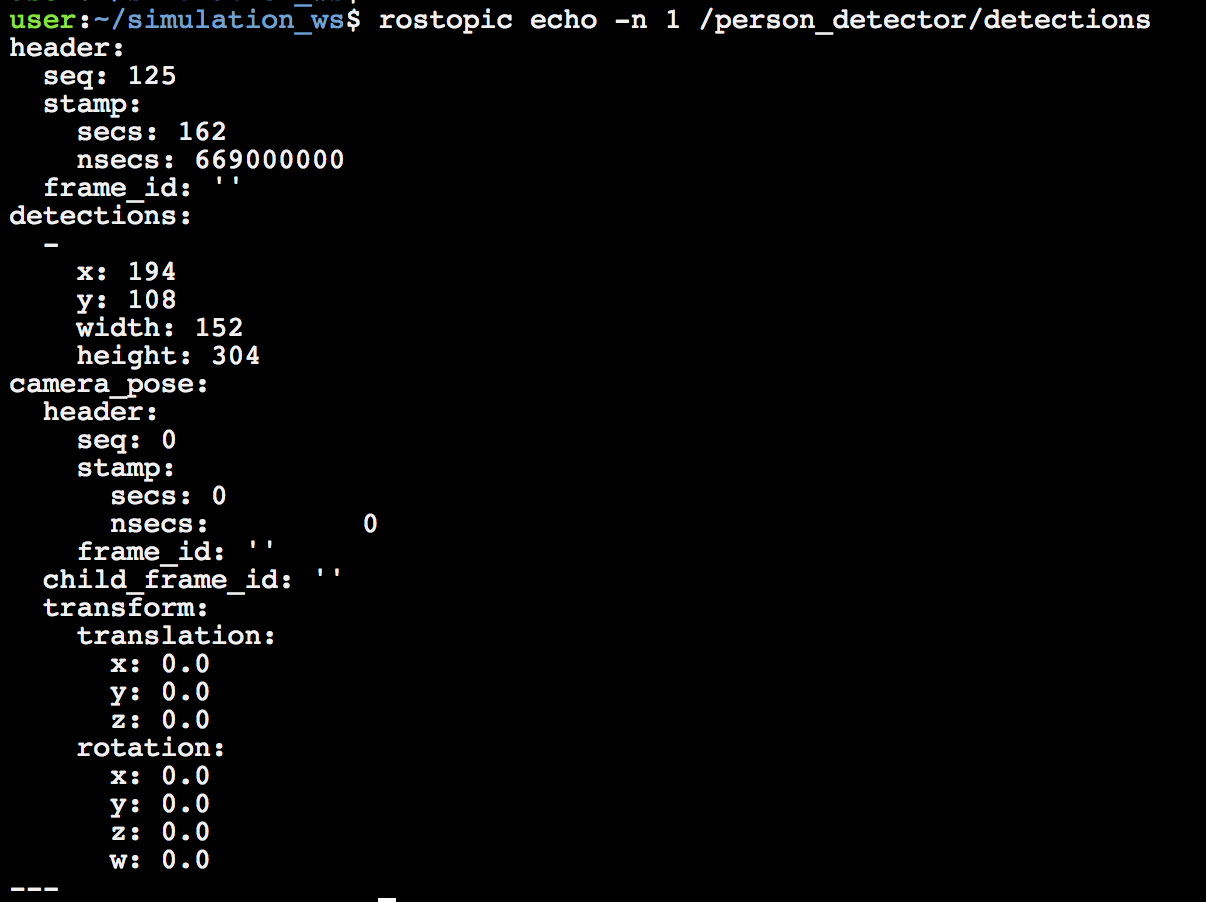 user:~/simulation_ws$ rostopic echo -n 1 /person_detector/detections
header:
  seq: 125
  stamp:
    secs: 162
    nsecs: 669000000
  frame_id: ''
detections:
  -
    x: 194
    y: 108
    width: 152
    height: 304
camera_pose:
  header:
    seq: 0
    stamp:
      secs: 0
      nsecs:         0
    frame_id: ''
  child_frame_id: ''
  transform:
    translation:
      x: 0.0
      y: 0.0
      z: 0.0
    rotation:
      x: 0.0
      y: 0.0
      z: 0.0
      w: 0.0
---